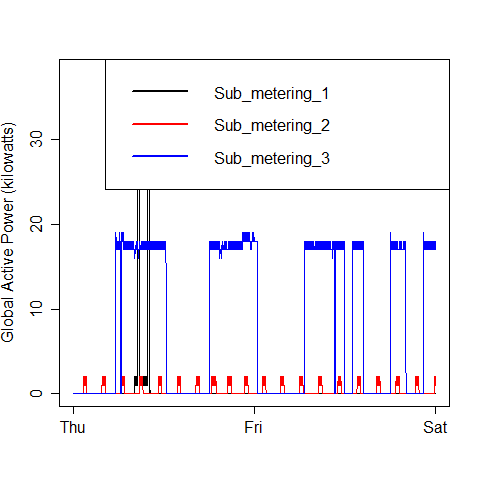 Sub_metering_1
Sub_metering_2
Sub_metering_3
Global Active Power (kilowatts)
30
20
10
0
Thu Fri Sat